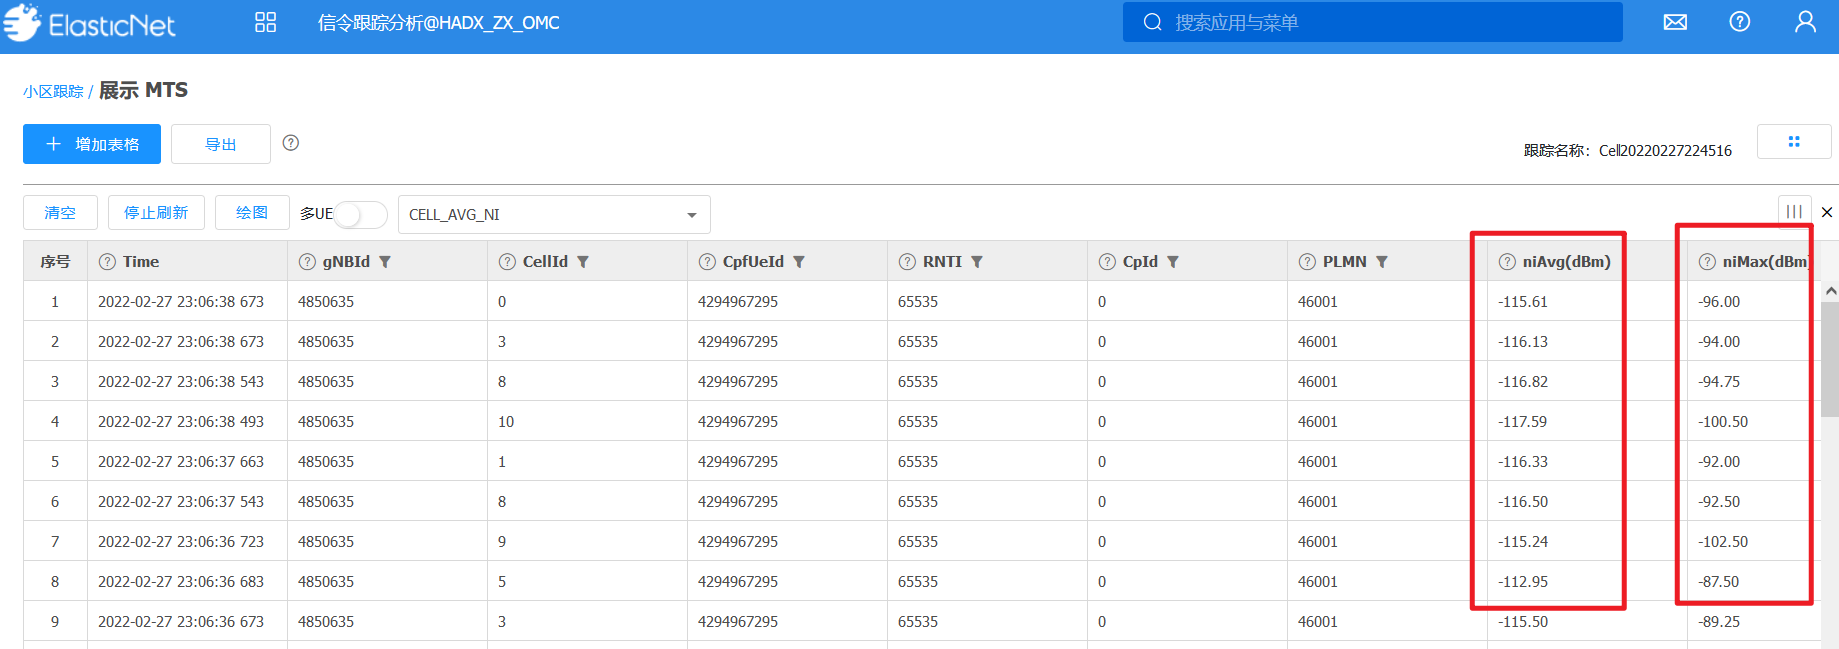 ElasticNet 信令跟踪分析@HADX_ZX_OMC 搜索应用与菜单
小区跟踪 / 展示 MTS
增加表格 导出 跟踪名称：Cell20220227224516
清空 停止刷新 绘图 多UE CELL_AVG_NI
序号 Time gNBId CellId CpfUeId RNTI CpId PLMN niAvg(dBm) niMax(dBm)
1 2022-02-27 23:06:38 673 4850635 0 4294967295 65535 0 46001 -115.61 -96.00
2 2022-02-27 23:06:38 673 4850635 3 4294967295 65535 0 46001 -116.13 -94.00
3 2022-02-27 23:06:38 543 4850635 8 4294967295 65535 0 46001 -116.82 -94.75
4 2022-02-27 23:06:38 493 4850635 10 4294967295 65535 0 46001 -117.59 -100.50
5 2022-02-27 23:06:37 663 4850635 1 4294967295 65535 0 46001 -116.33 -92.00
6 2022-02-27 23:06:37 543 4850635 8 4294967295 65535 0 46001 -116.50 -92.50
7 2022-02-27 23:06:36 723 4850635 9 4294967295 65535 0 46001 -115.24 -102.50
8 2022-02-27 23:06:36 683 4850635 5 4294967295 65535 0 46001 -112.95 -87.50
9 2022-02-27 23:06:36 673 4850635 3 4294967295 65535 0 46001 -115.50 -89.25